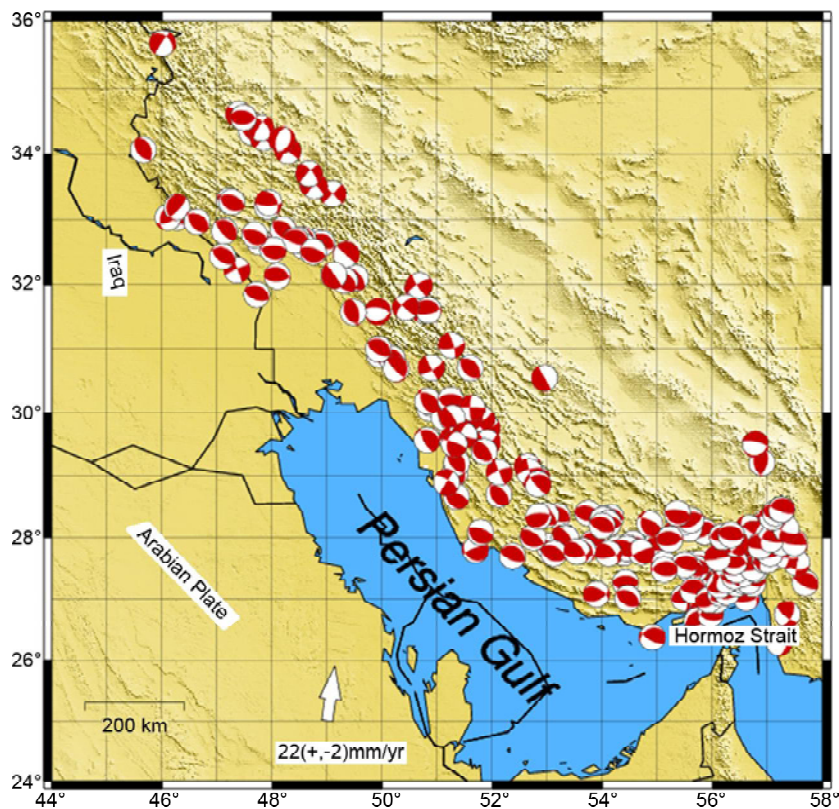 36°
34°
32°
30°
28°
26°
24°
44°
46°
48°
50°
52°
54°
56°
58°
Iraq
Persian Gulf
Arabian Plate
Hormoz Strait
200 km
22(+,-2)mm/yr